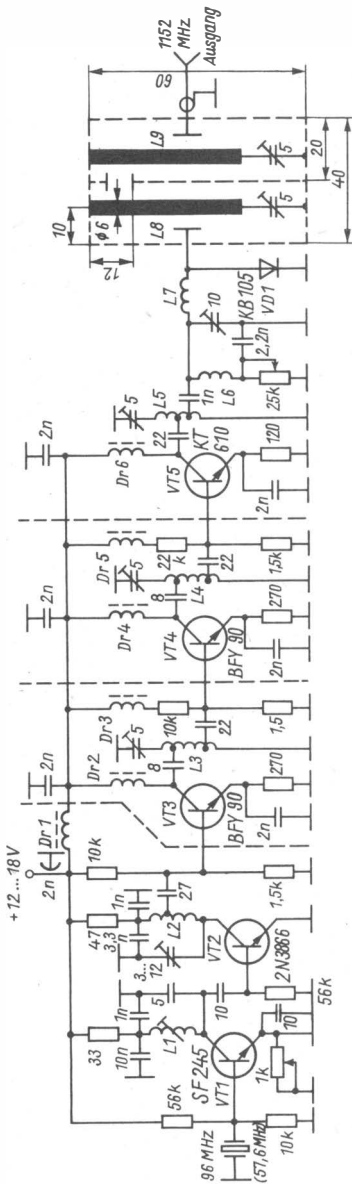 +12...18V
96 MHz
(57,6MHz)
56k
10k
33
10n
1n
L1
SF 245
VT1
1k
10
56k
5
10
47
3,3
n
1n
3...
12
L2
27
VT2
2N3866
10k
1,5k
2n
Dr1
2n
Dr2
VT3
BFY 90
270
2n
8
L3
5
Dr3
10k
22
1,5
2n
Dr4
VT4
BFY 90
270
2n
8
L4
5
Dr5
22
k
22
1,5k
2n
Dr6
VT5
KT
610
120
2n
22
L5
5
1n
L6
25k
2,2n
10
L7
KB105
VD1
12
10
ϕ6
L8
5
L9
5
20
40
60
1152
MHz
Ausgang